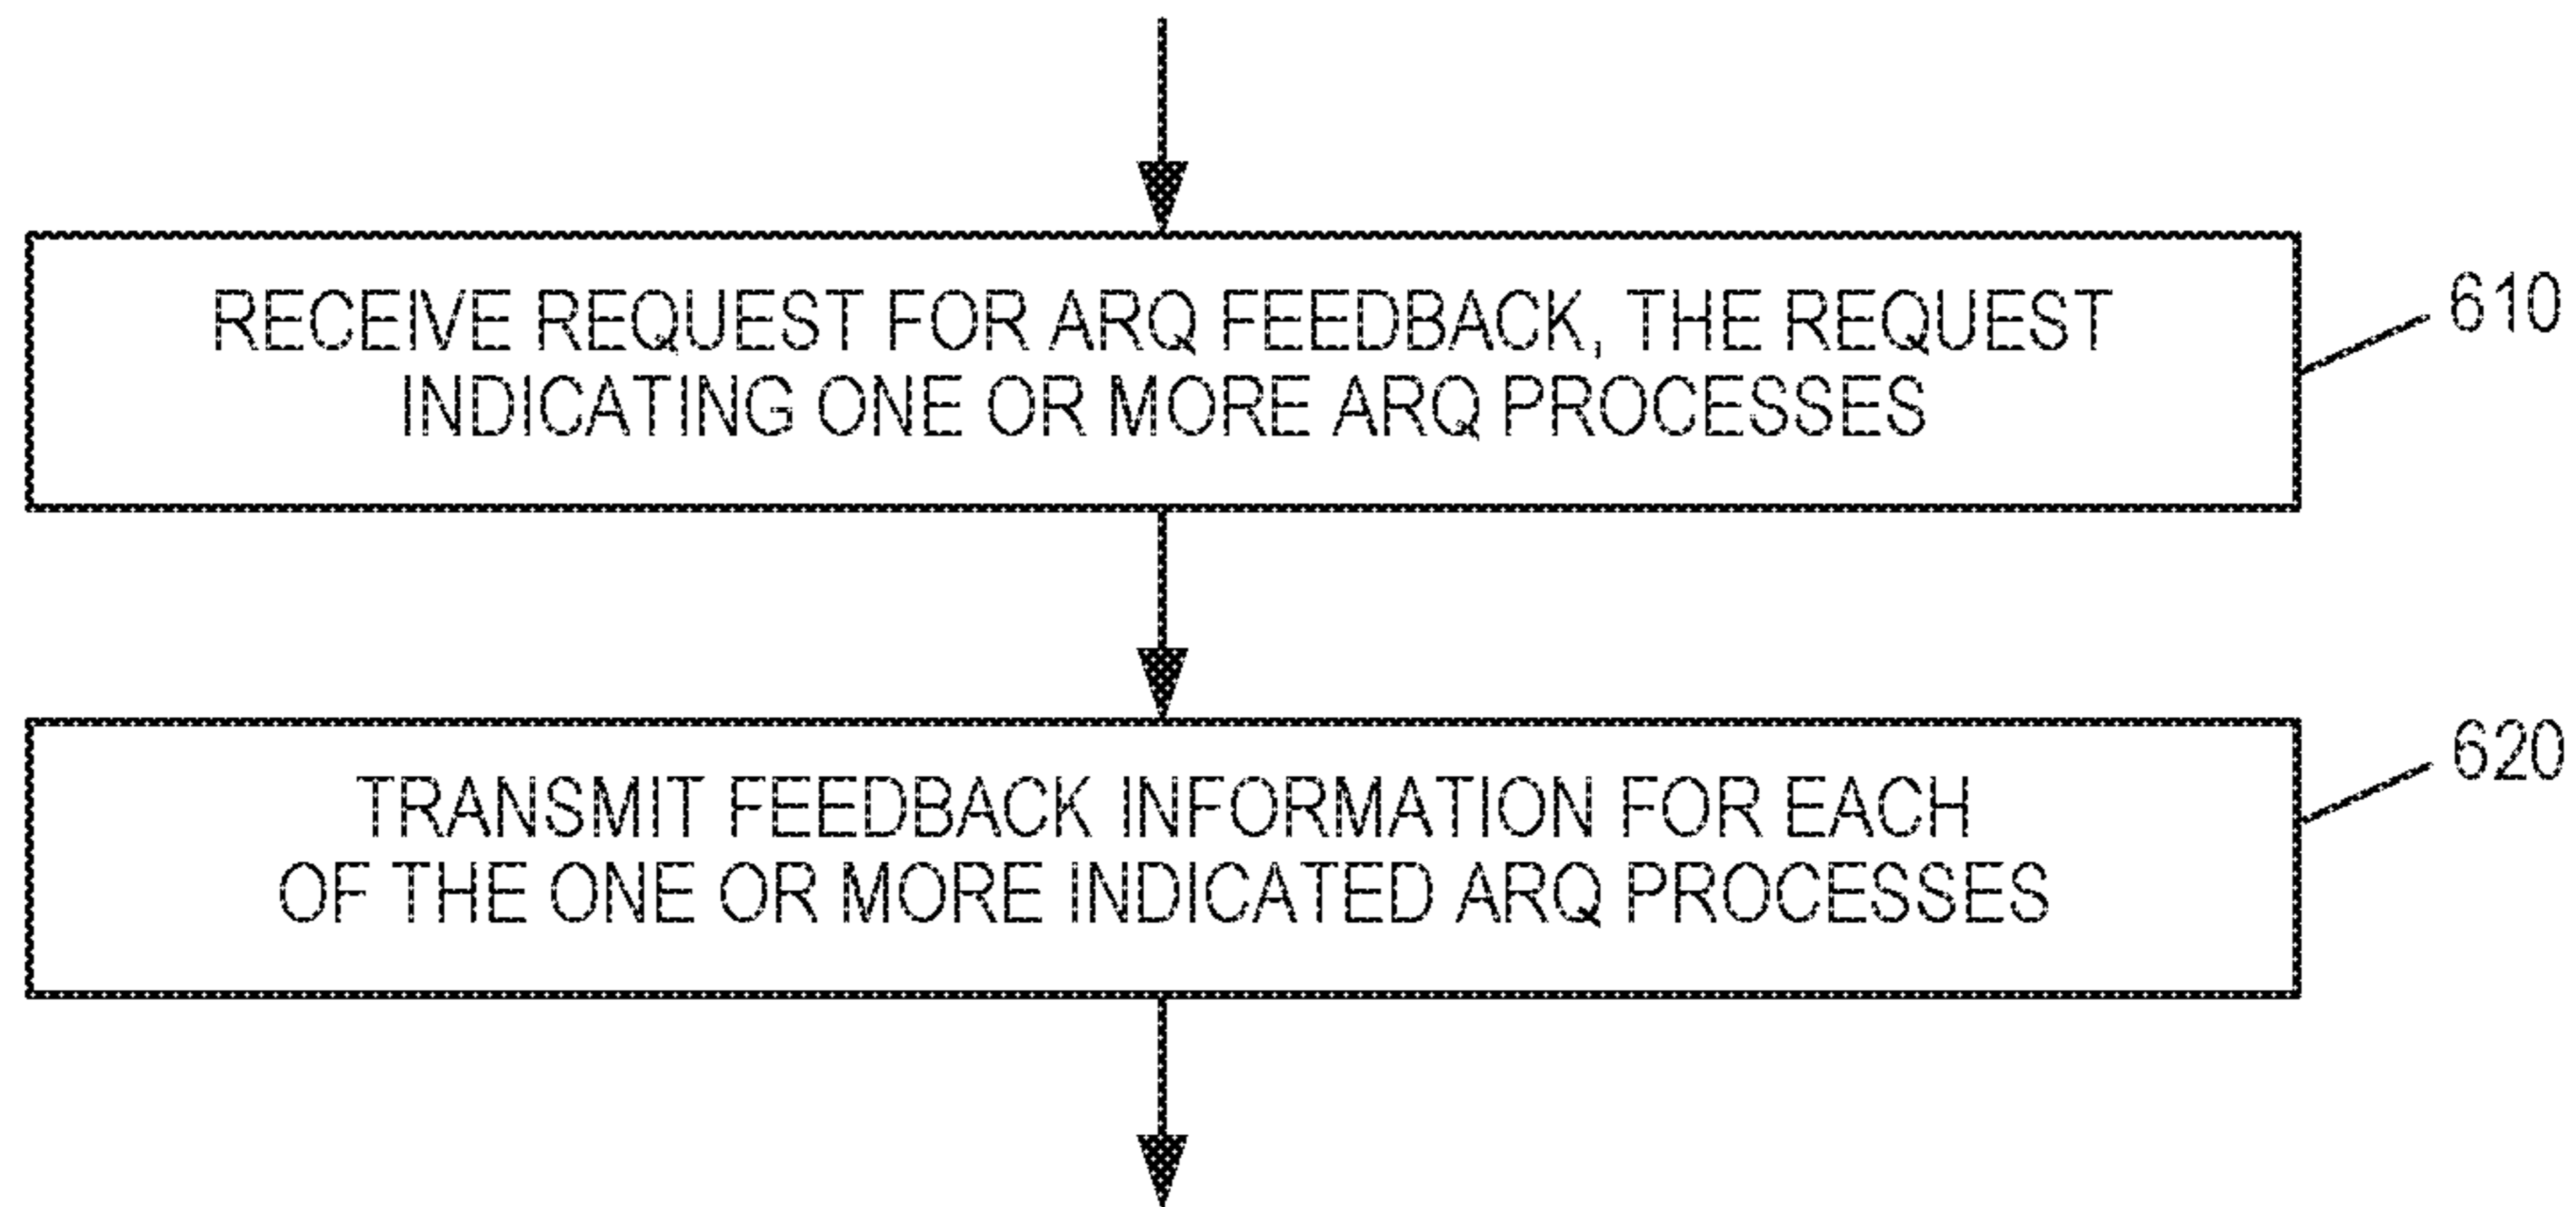 RECEIVE REQUEST FOR ARQ FEEDBACK, THE REQUEST
INDICATING ONE OR MORE ARQ PROCESSES
610
TRANSMIT FEEDBACK INFORMATION FOR EACH
OF THE ONE OR MORE INDICATED ARQ PROCESSES
620